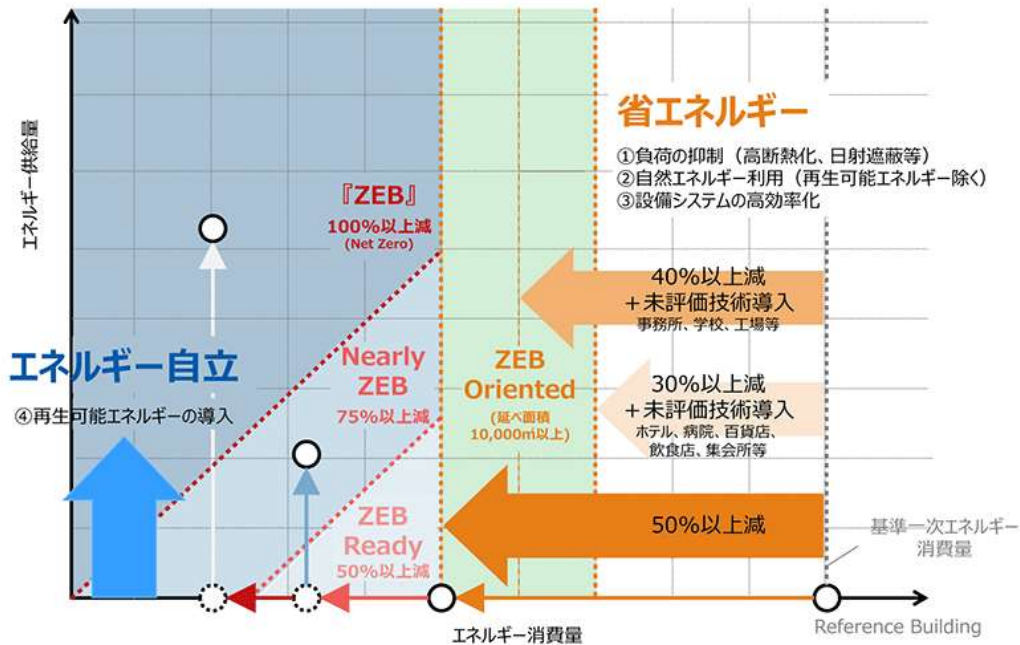 エネルギー供給量
『ZEB』
100%以上減
(Net Zero)
省エネルギー
①負荷の抑制（高断熱化、日射遮蔽等）
②自然エネルギー利用（再生可能エネルギー除く）
③設備システムの高効率化
40%以上減
＋未評価技術導入
事務所、学校、工場等
エネルギー自立
④再生可能エネルギーの導入
Nearly
ZEB
75%以上減
ZEB
Oriented
(延べ面積
10,000㎡以上)
30%以上減
＋未評価技術導入
ホテル、病院、百貨店、
飲食店、集会所等
ZEB
Ready
50%以上減
50%以上減
基準一次エネルギー
消費量
エネルギー消費量
Reference Building